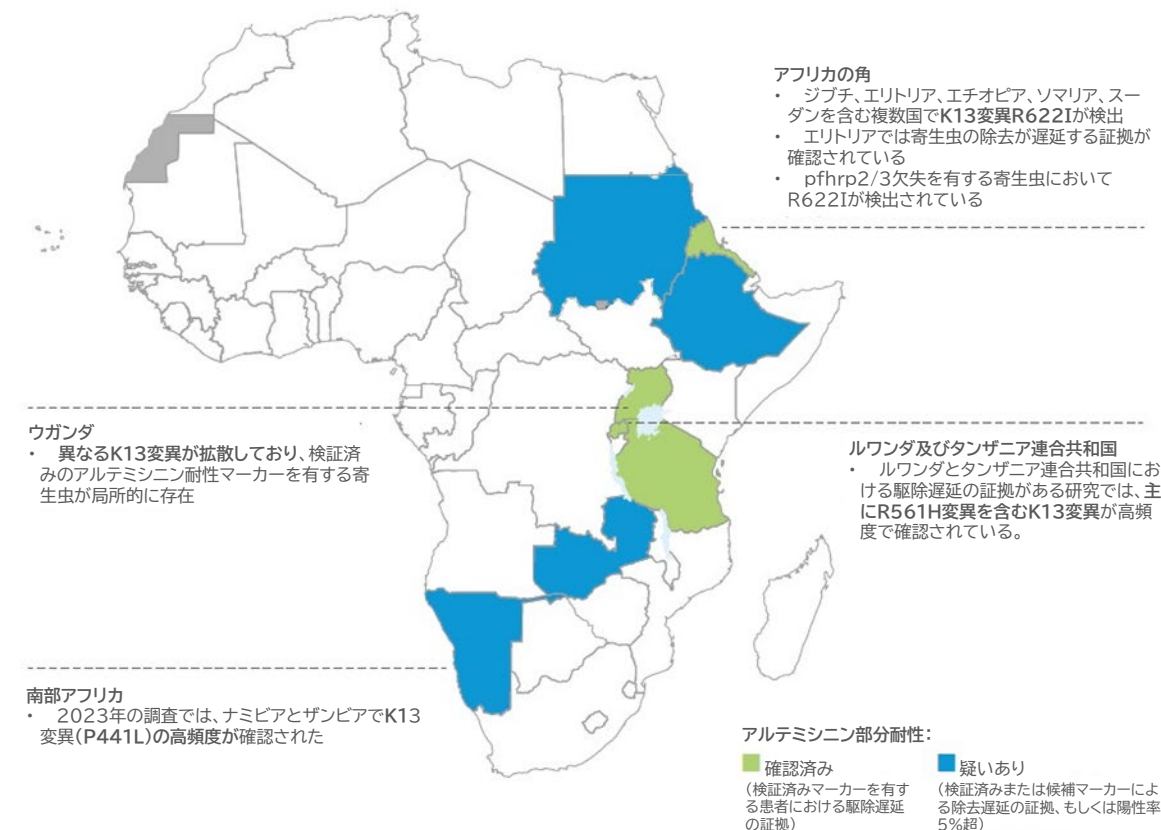 アフリカの角
・ ジブチ、エリトリア、エチオピア、ソマリア、スー
ダンを含む複数国でK13変異R622Iが検出
・ エリトリアでは寄生虫の除去が遅延する証拠が
確認されている
・ pfhrp2/3欠失を有する寄生虫において
R622Iが検出されている
ウガンダ
・ 異なるK13変異が拡散しており、検証済
みのアルテミシニン耐性マーカーを有する寄
生虫が局所的に存在
ルワンダ及びタンザニア連合共和国
・ ルワンダとタンザニア連合共和国にお
ける駆除遅延の証拠がある研究では、主
にR561H変異を含むK13変異が高頻
度で確認されている。
南部アフリカ
・ 2023年の調査では、ナミビアとザンビアでK13
変異(P441L)の高頻度が確認された
アルテミシニン部分耐性:
確認済み
(検証済みマーカーを有す
る患者における駆除遅延
の証拠)
疑いあり
(検証済みまたは候補マーカーによ
る除去遅延の証拠、もしくは陽性率
5%超)